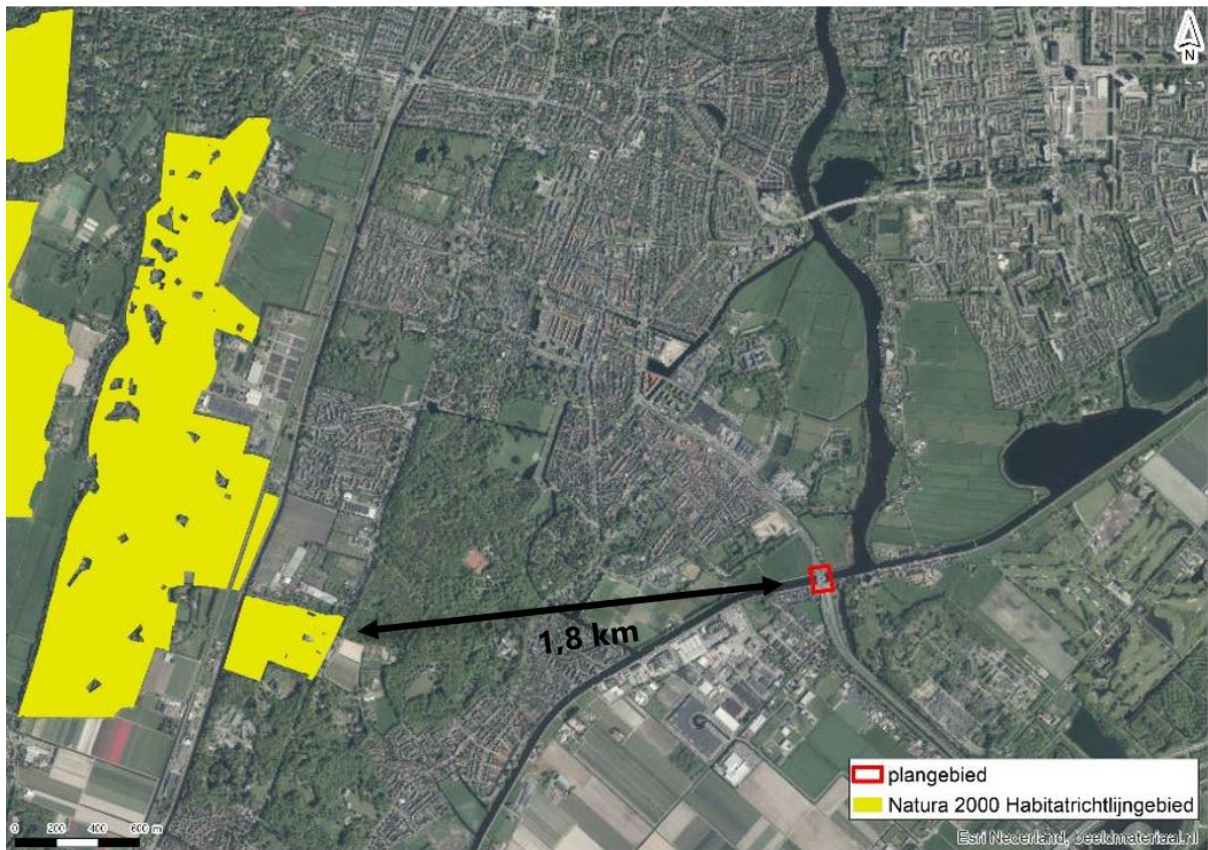 N
1,8 km
plangebied
Natura 2000 Habitatrichtlijngebied
0 200 400 600 m
Esri Nederland, beeldmateriaal.nl